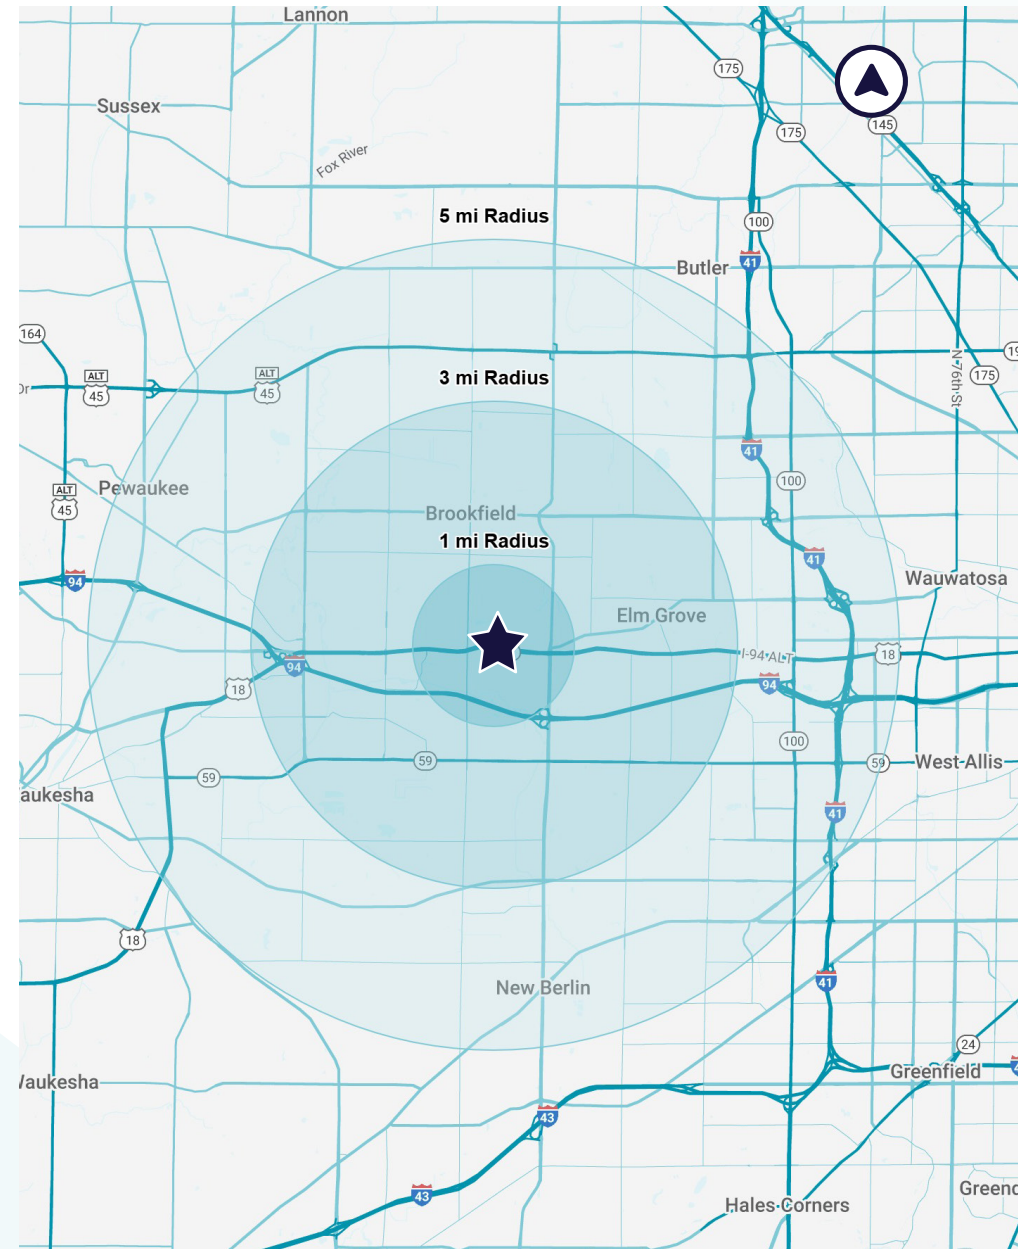 Lannon
175
Sussex
145
175
Fox River
5 mi Radius
100
Butler
41
164
19
ALT
45
ALT
45
3 mi Radius
N 76th St
175
Dr
41
100
Pewaukee
ALT
45
Brookfield
1 mi Radius
41
94
Wauwatosa
Elm Grove
I-94 ALT
18
94
94
18
100
59
59
59
West Allis
aukesha
41
18
41
New Berlin
24
Greenfield
4
Vaukesha
43
43
Greend
Hales Corners